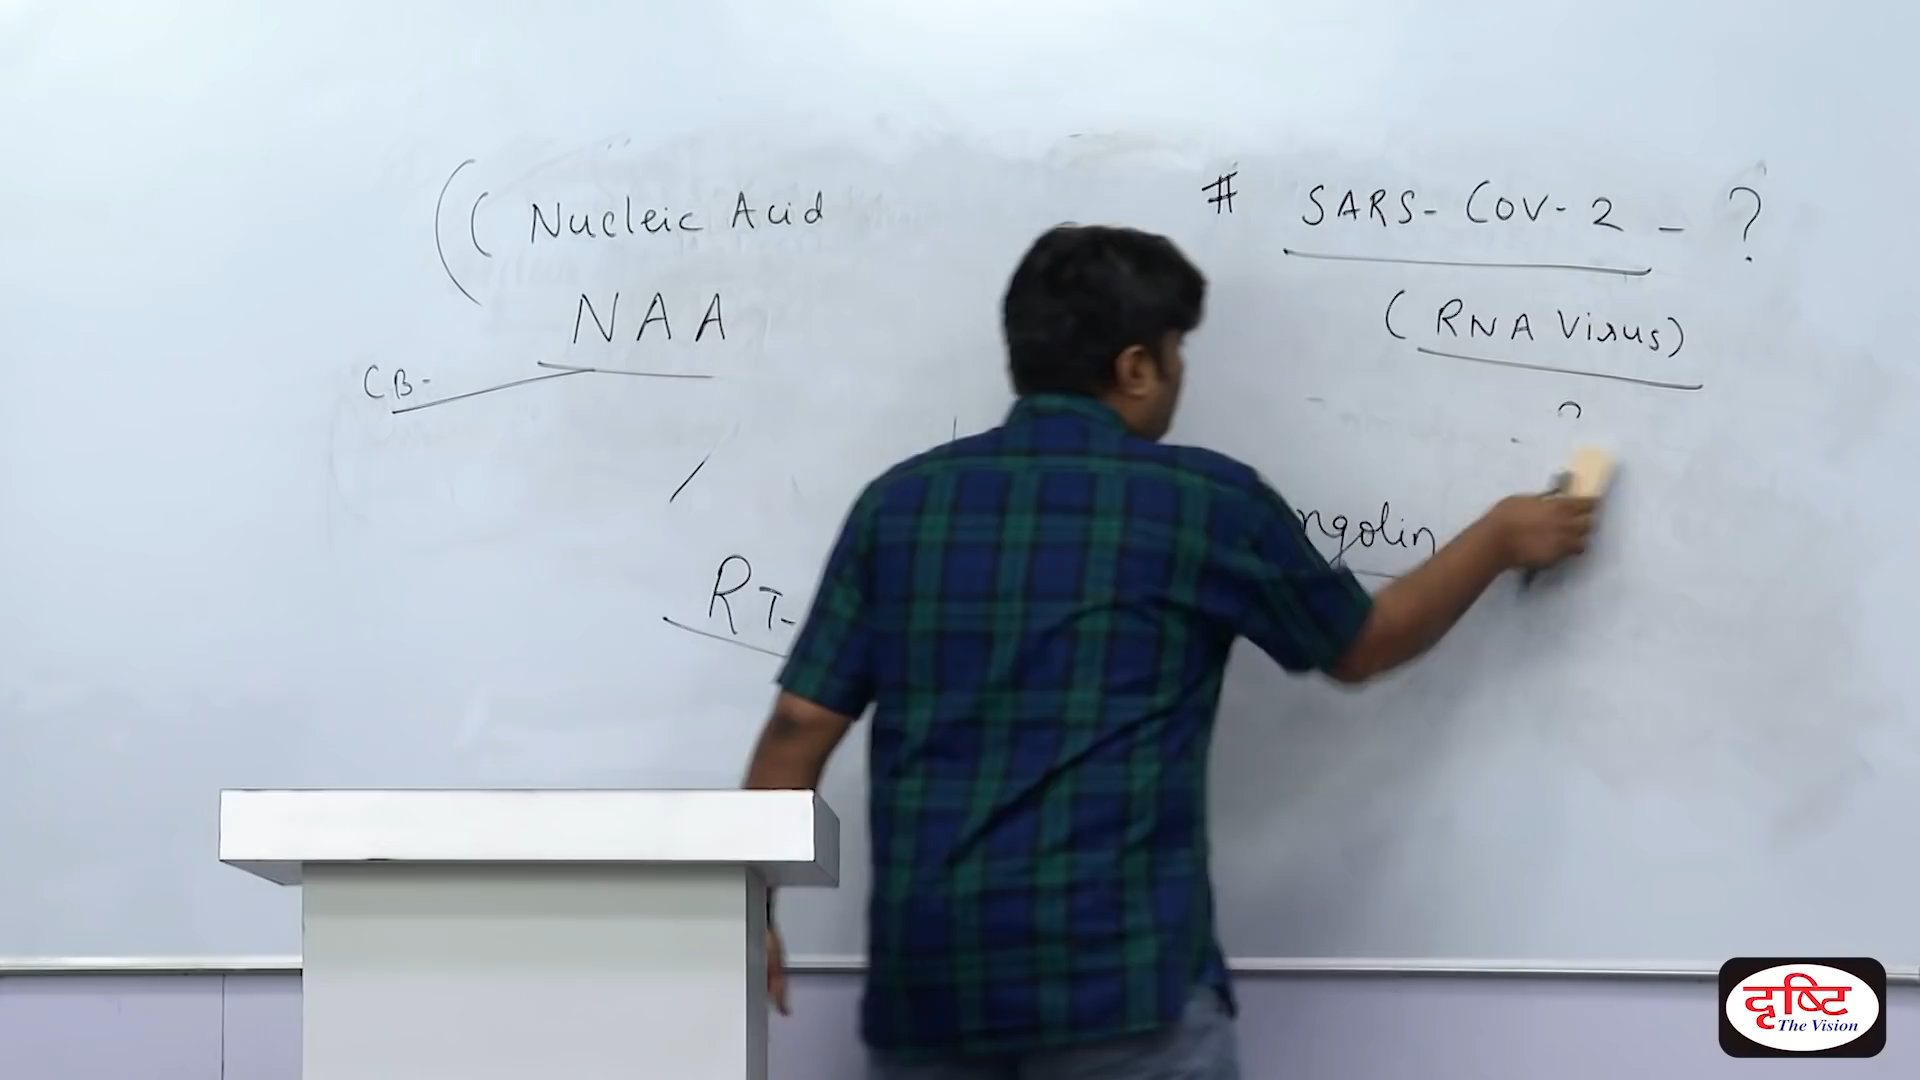 ( ( Nucleic Acid
NAA
CB-
RT-
# SARS-CoV-2 - ?
(RNA Virus)
ngolin
दृष्टि
The Vision